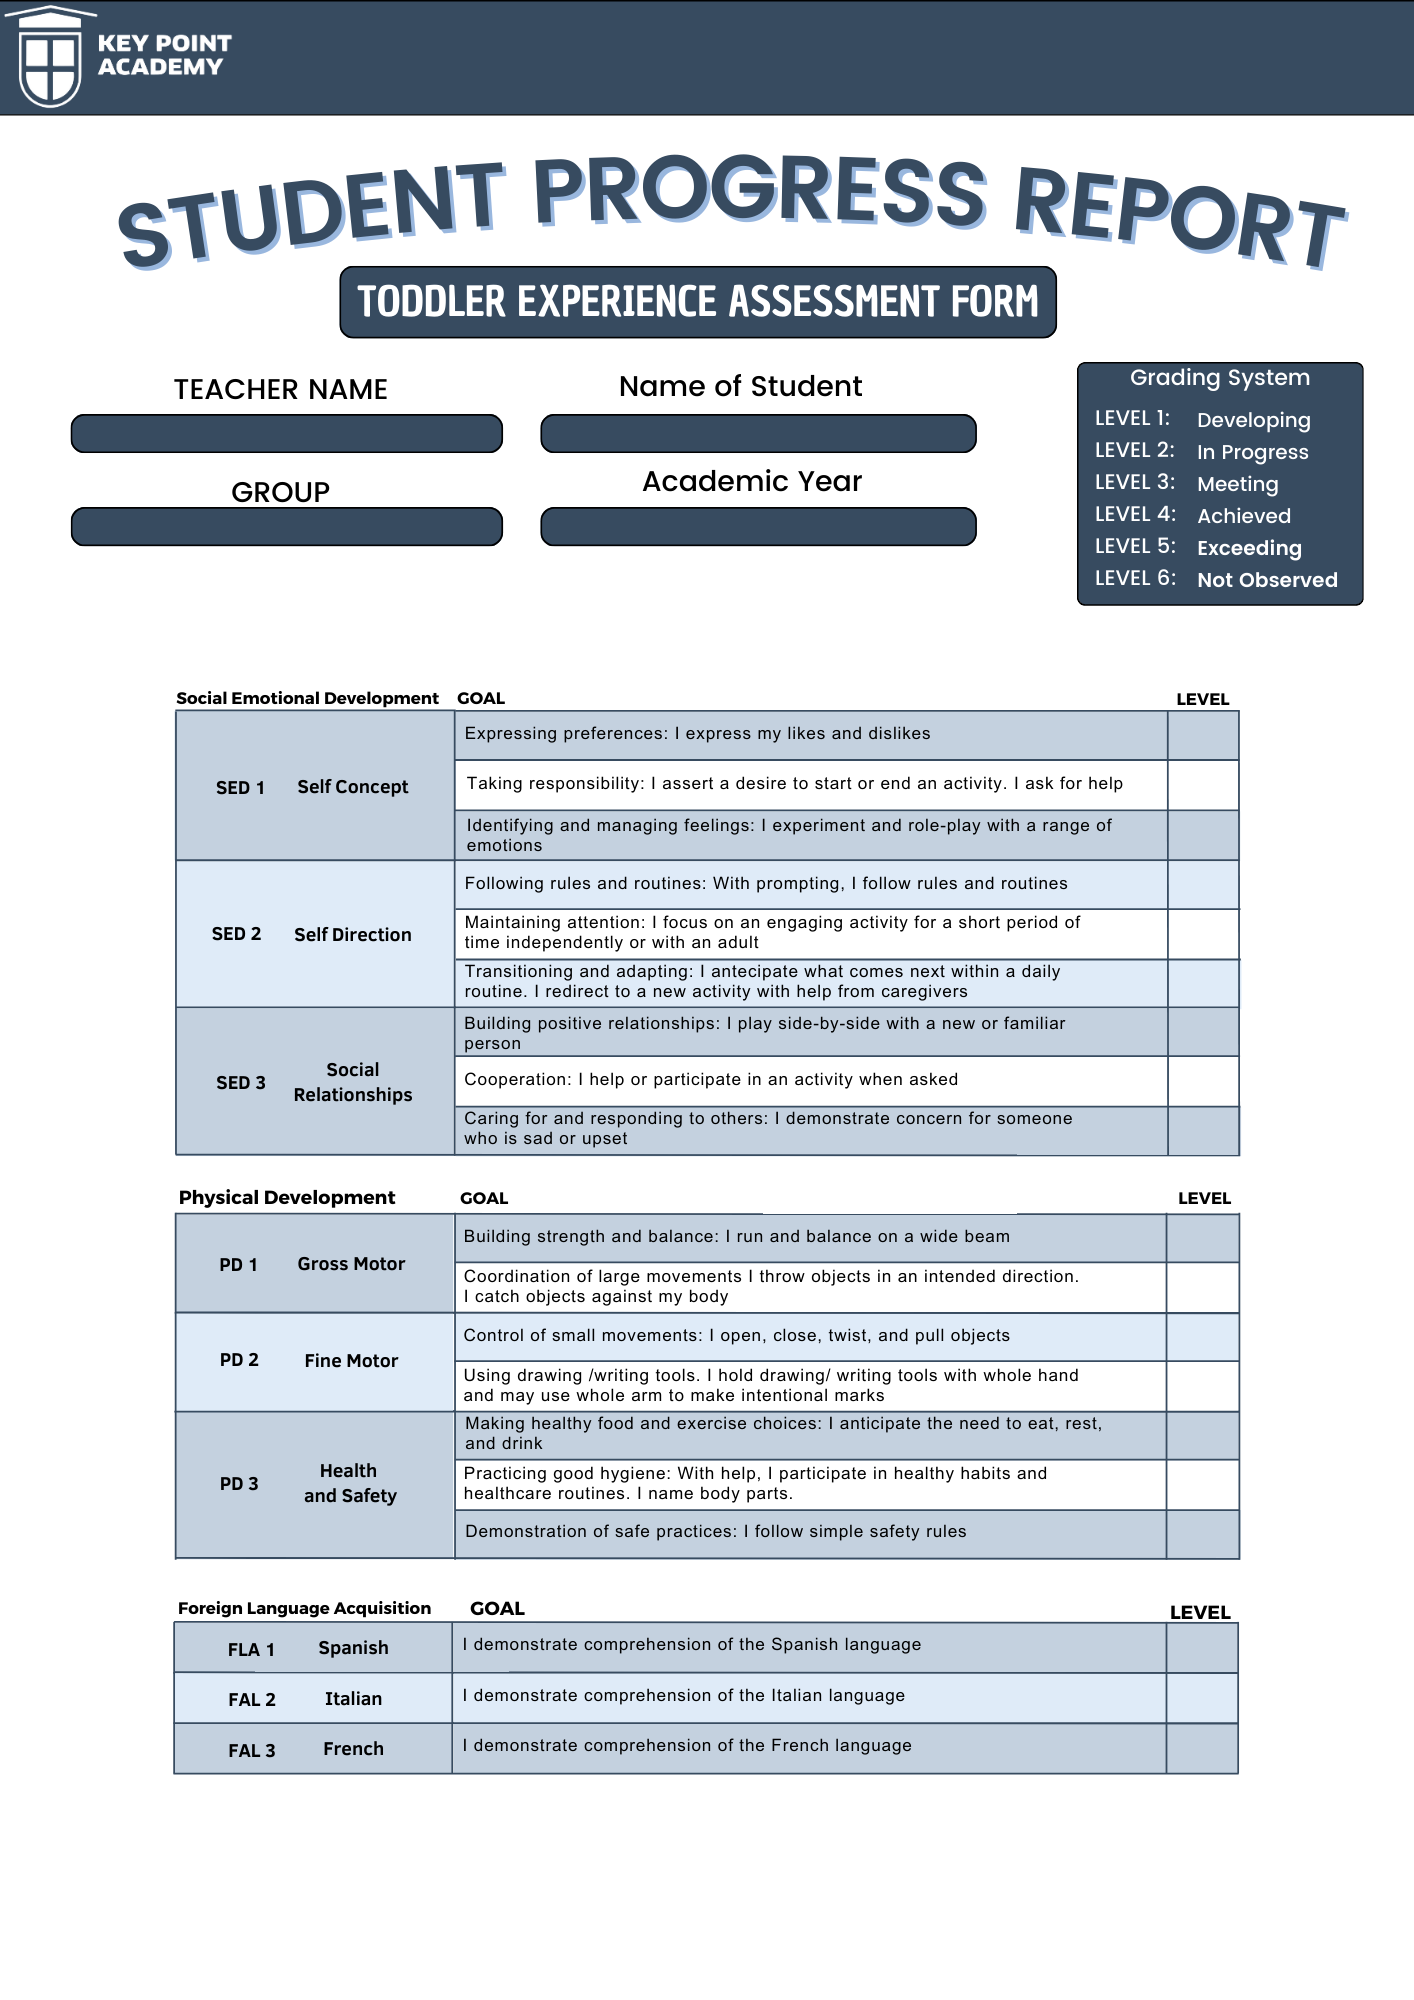 KEY POINT
ACADEMY
STUDENT PROGRESS REPORT
TODDLER EXPERIENCE ASSESSMENT FORM
TEACHER NAME
Name of Student
GROUP
Academic Year
Grading System
LEVEL 1: Developing
LEVEL 2: In Progress
LEVEL 3: Meeting
LEVEL 4: Achieved
LEVEL 5: Exceeding
LEVEL 6: Not Observed
Social Emotional Development GOAL LEVEL
SED 1 Self Concept
Expressing preferences: I express my likes and dislikes
Taking responsibility: I assert a desire to start or end an activity. I ask for help
Identifying and managing feelings: I experiment and role-play with a range of
emotions
SED 2 Self Direction
Following rules and routines: With prompting, I follow rules and routines
Maintaining attention: I focus on an engaging activity for a short period of
time independently or with an adult
Transitioning and adapting: I antecipate what comes next within a daily
routine. I redirect to a new activity with help from caregivers
SED 3 Social
Relationships
Building positive relationships: I play side-by-side with a new or familiar
person
Cooperation: I help or participate in an activity when asked
Caring for and responding to others: I demonstrate concern for someone
who is sad or upset
Physical Development GOAL LEVEL
PD 1 Gross Motor
Building strength and balance: I run and balance on a wide beam
Coordination of large movements I throw objects in an intended direction.
I catch objects against my body
PD 2 Fine Motor
Control of small movements: I open, close, twist, and pull objects
Using drawing /writing tools. I hold drawing/ writing tools with whole hand
and may use whole arm to make intentional marks
PD 3 Health
and Safety
Making healthy food and exercise choices: I anticipate the need to eat, rest,
and drink
Practicing good hygiene: With help, I participate in healthy habits and
healthcare routines. I name body parts.
Demonstration of safe practices: I follow simple safety rules
Foreign Language Acquisition GOAL LEVEL
FLA 1 Spanish I demonstrate comprehension of the Spanish language
FAL 2 Italian I demonstrate comprehension of the Italian language
FAL 3 French I demonstrate comprehension of the French language